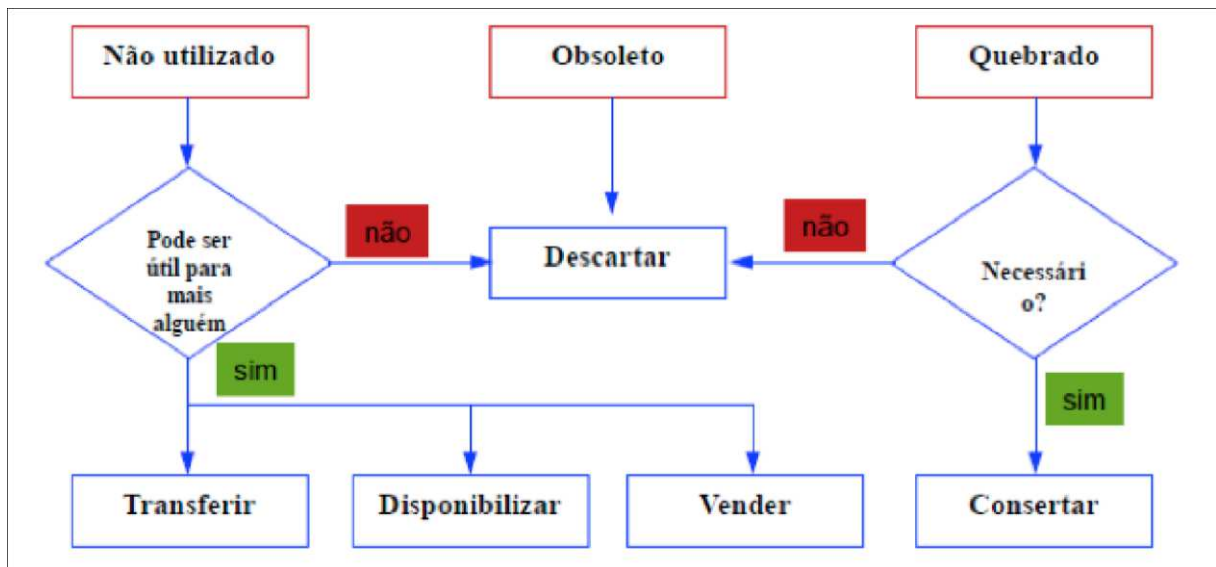 Não utilizado
Obsoleto
Quebrado
Pode ser
útil para
mais
alguém
não
Descartar
não
Necessári
o?
sim
sim
Transferir
Disponibilizar
Vender
Consertar